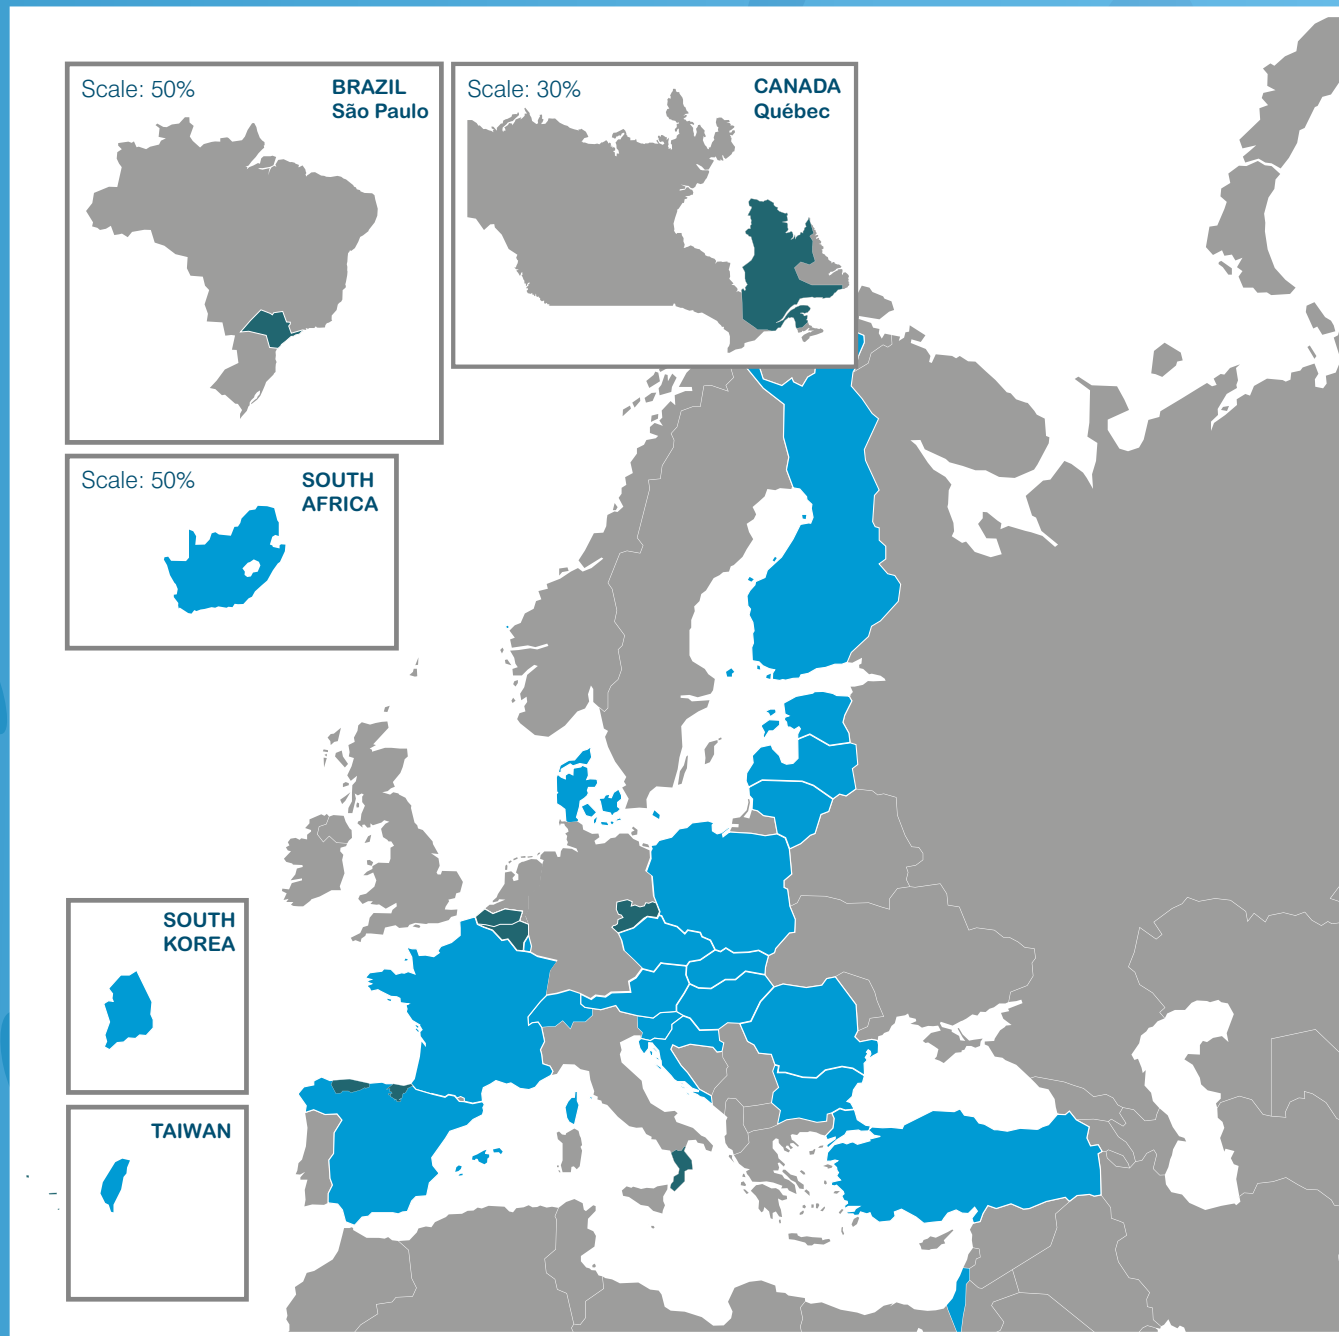 Scale: 50%
BRAZIL
São Paulo
Scale: 30%
CANADA
Québec
Scale: 50%
SOUTH
AFRICA
SOUTH
KOREA
TAIWAN